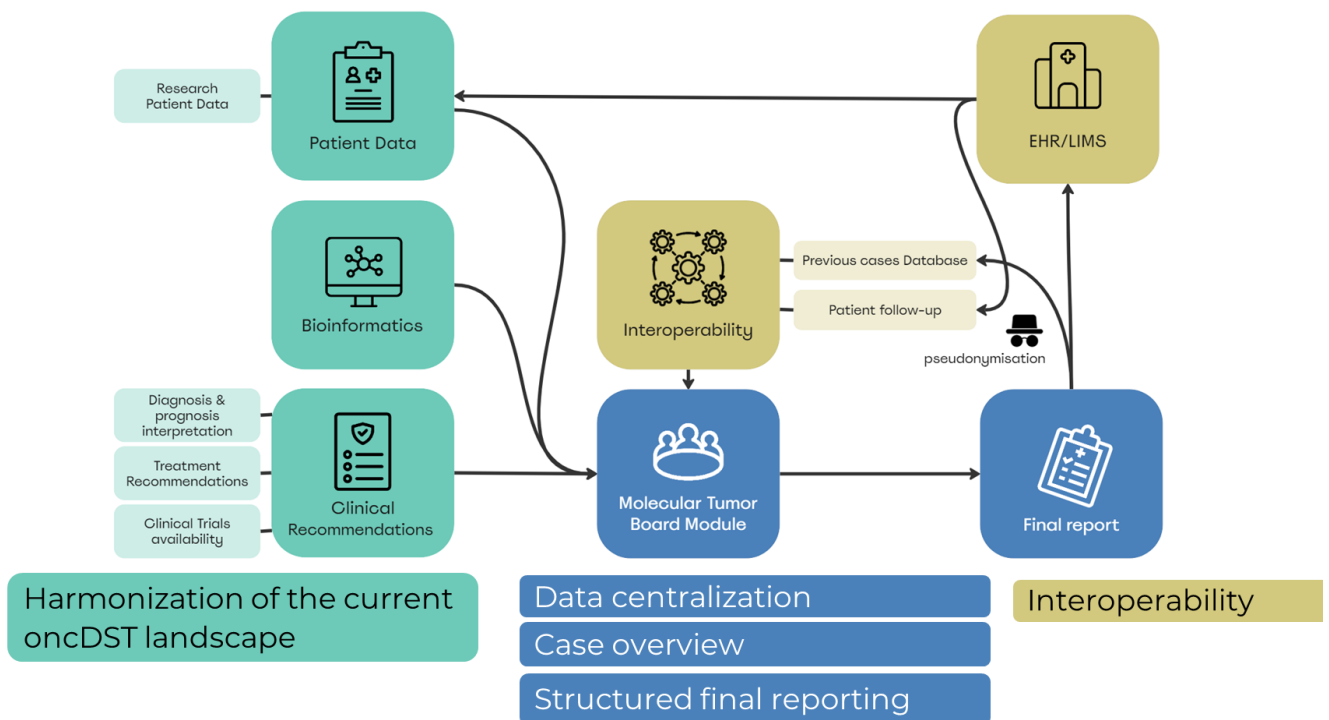 Research
Patient Data
Patient Data
EHR/LIMS
Bioinformatics
Interoperability
Previous cases Database
Patient follow-up
pseudonymisation
Diagnosis &
prognosis
interpretation
Treatment
Recommendations
Clinical Trials
availability
Clinical
Recommendations
Molecular Tumor
Board Module
Final report
Harmonization of the current
oncDST landscape
Data centralization
Case overview
Structured final reporting
Interoperability